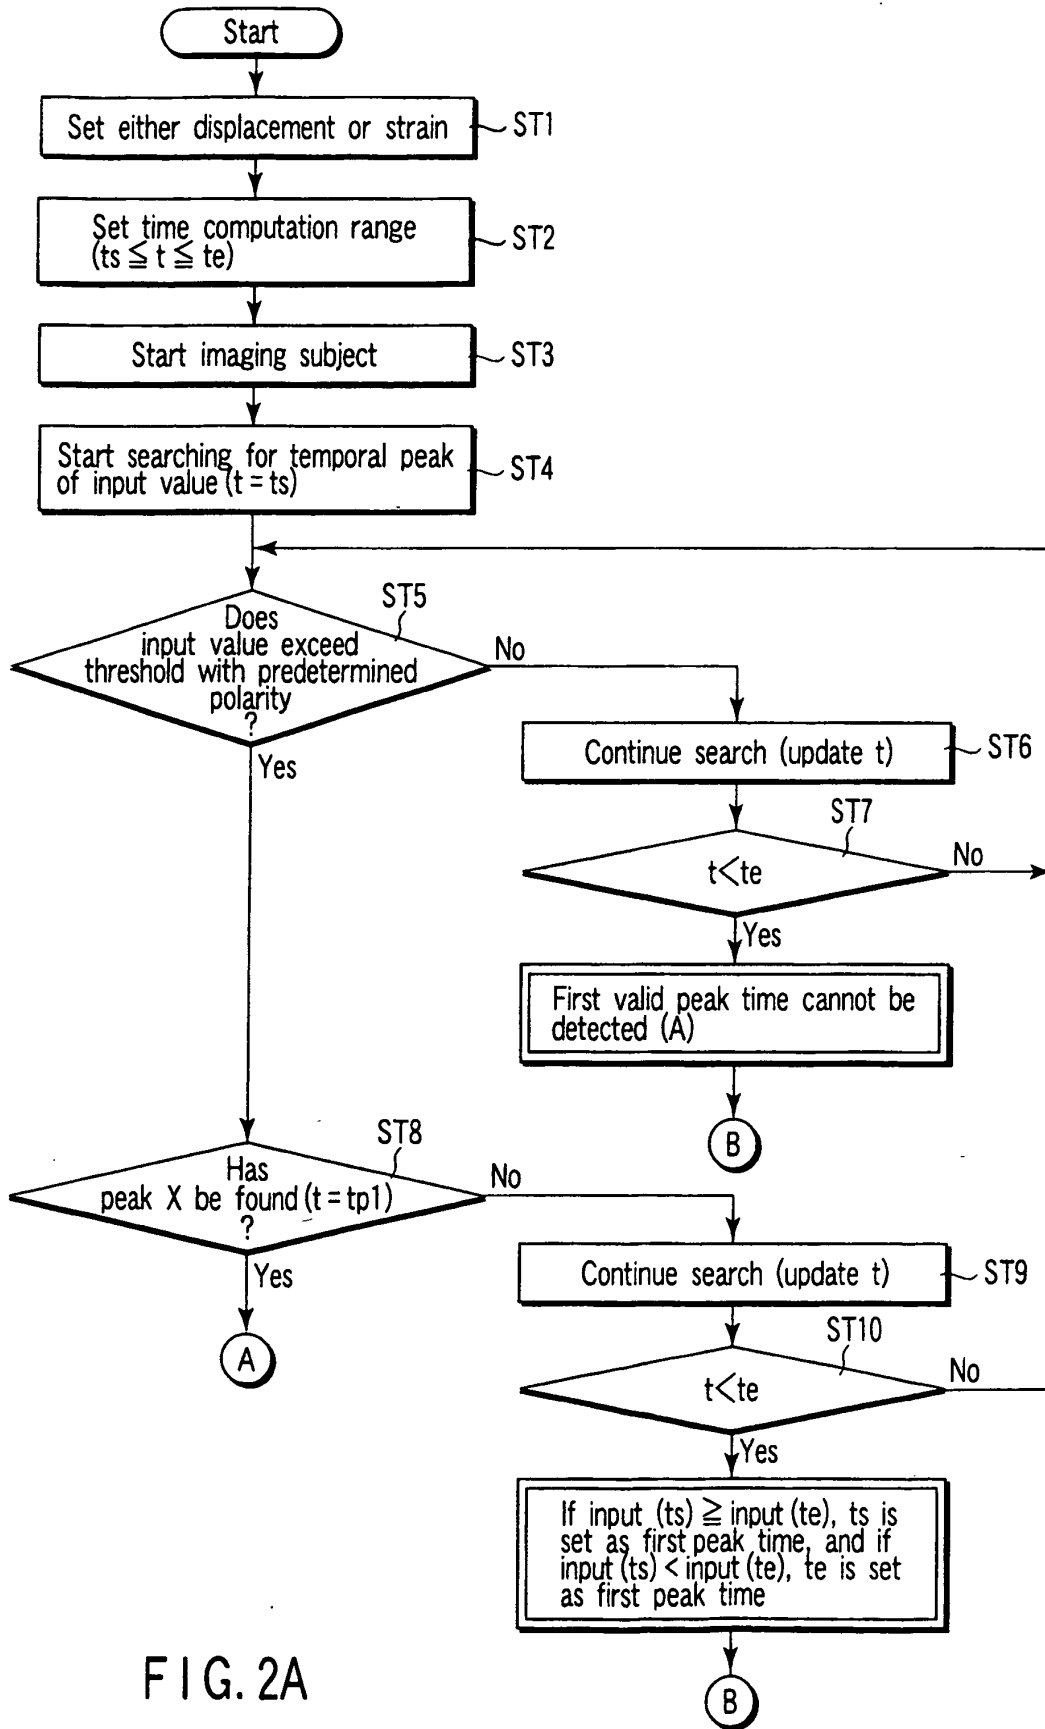 Start
Set either displacement or strain
ST1
Set time computation range
(ts ≦ t ≦ te)
ST2
Start imaging subject
ST3
Start searching for temporal peak
of input value (t = ts)
ST4
ST5
Does
input value exceed
threshold with predetermined
polarity
?
No
Yes
Continue search (update t)
ST6
ST7
t<te
No
Yes
First valid peak time cannot be
detected (A)
B
ST8
Has
peak X be found (t = tp1)
?
No
Yes
A
Continue search (update t)
ST9
ST10
t<te
No
Yes
If input (ts) ≧ input (te), ts is
set as first peak time, and if
input (ts) < input (te), te is set
as first peak time
B
FIG. 2A